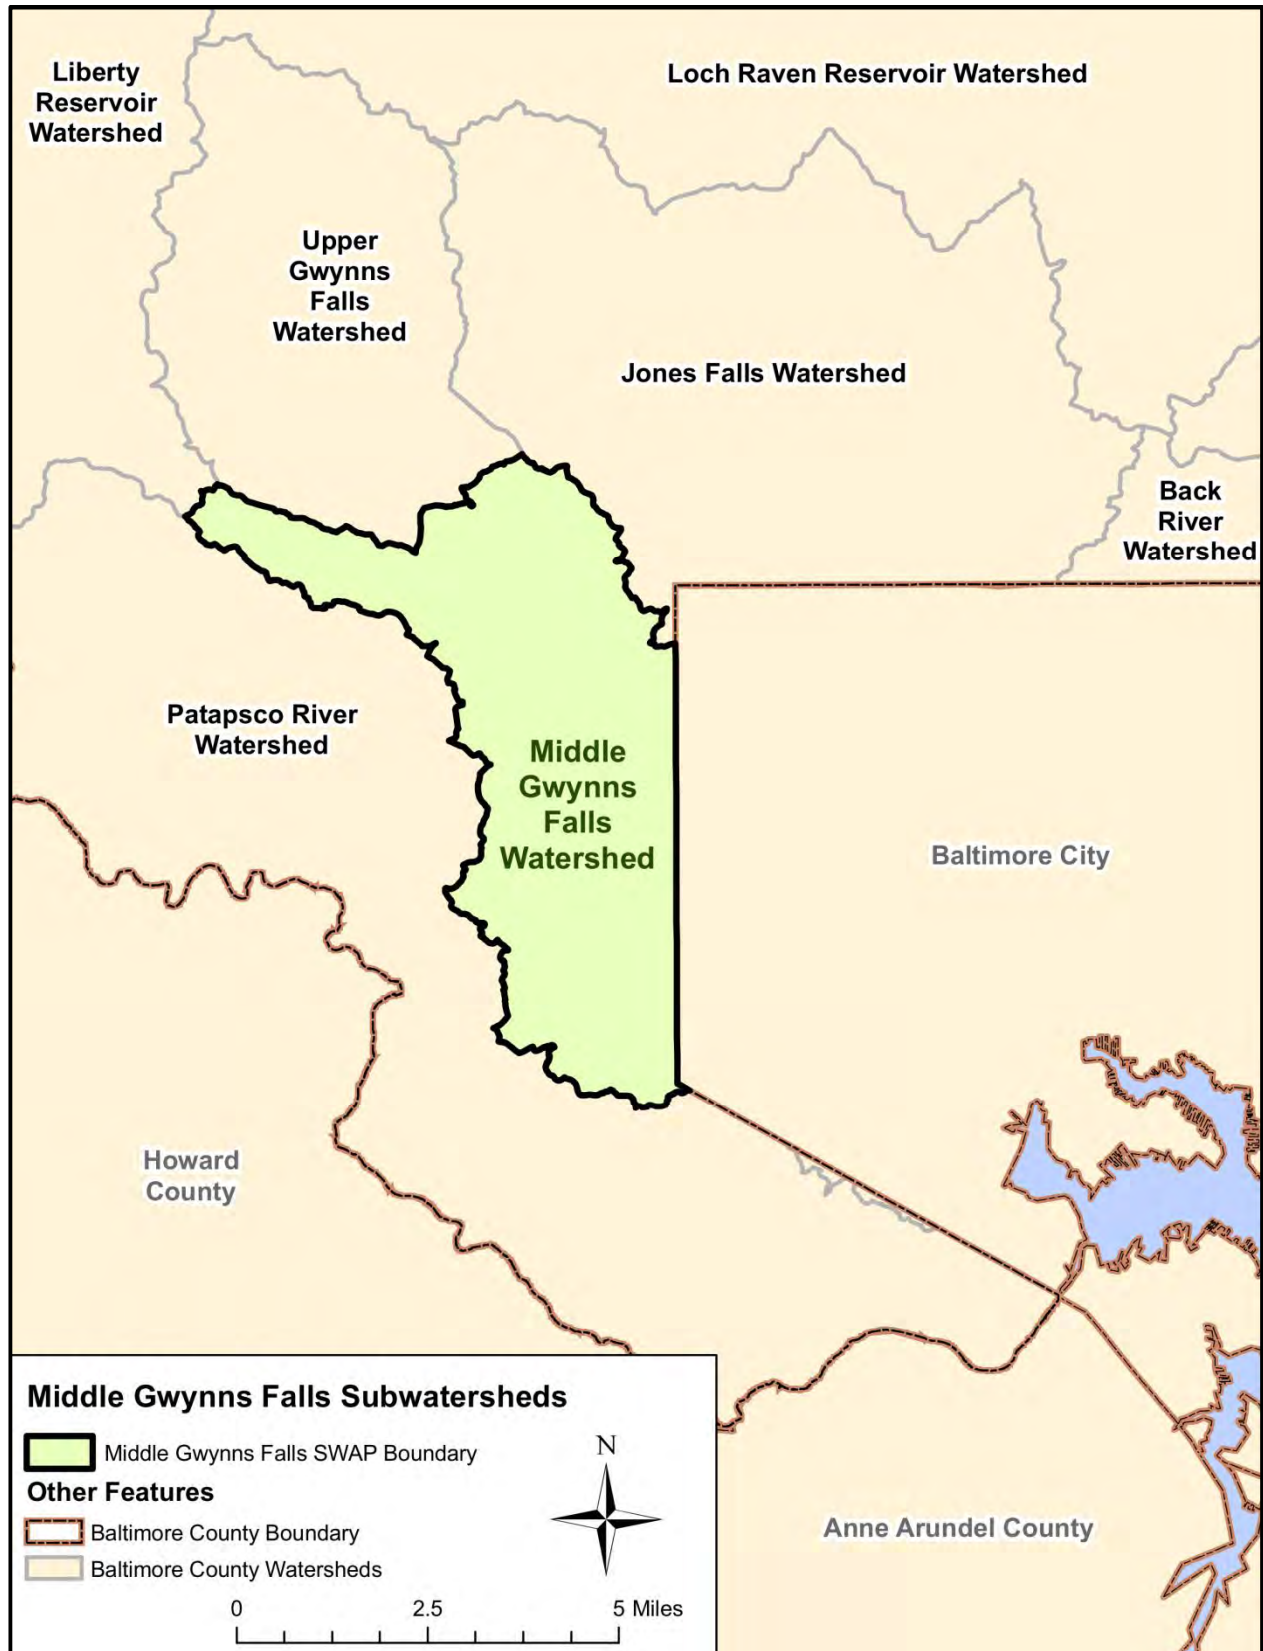 Liberty
Reservoir
Watershed
Loch Raven Reservoir Watershed
Upper
Gwynns
Falls
Watershed
Jones Falls Watershed
Back
River
Watershed
Patapsco River
Watershed
Middle
Gwynns
Falls
Watershed
Baltimore City
Howard
County
Anne Arundel County
Middle Gwynns Falls Subwatersheds
Middle Gwynns Falls SWAP Boundary
N
Other Features
Baltimore County Boundary
Baltimore County Watersheds
0 2.5 5 Miles